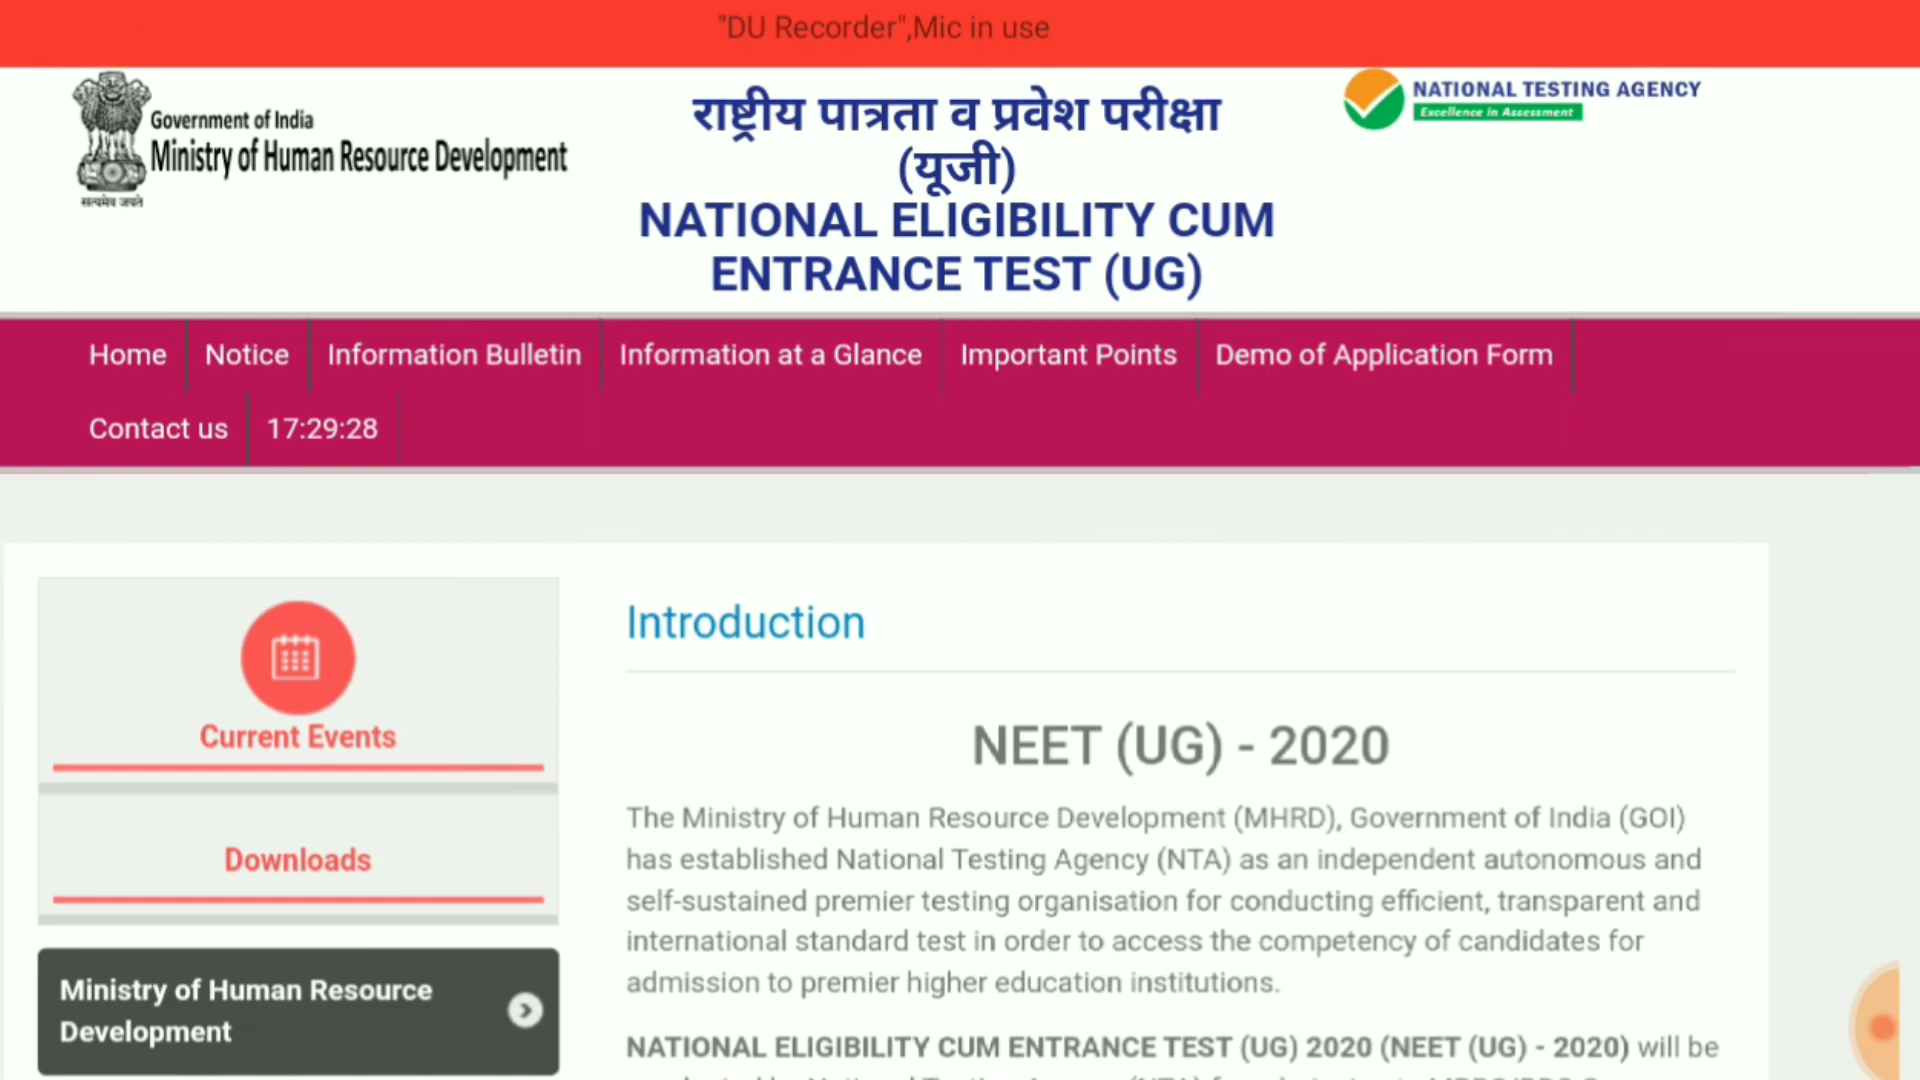 "DU Recorder",Mic in use
Government of India
Ministry of Human Resource Development
सत्यमेव जयते
राष्ट्रीय पात्रता व प्रवेश परीक्षा
(यूजी)
NATIONAL ELIGIBILITY CUM
ENTRANCE TEST (UG)
NATIONAL TESTING AGENCY
Excellence in Assessment
Home Notice Information Bulletin Information at a Glance Important Points Demo of Application Form
Contact us 17:29:28
Current Events
Downloads
Ministry of Human Resource
Development
Introduction
NEET (UG) - 2020
The Ministry of Human Resource Development (MHRD), Government of India (GOI)
has established National Testing Agency (NTA) as an independent autonomous and
self-sustained premier testing organisation for conducting efficient, transparent and
international standard test in order to access the competency of candidates for
admission to premier higher education institutions.
NATIONAL ELIGIBILITY CUM ENTRANCE TEST (UG) 2020 (NEET (UG) - 2020) will be